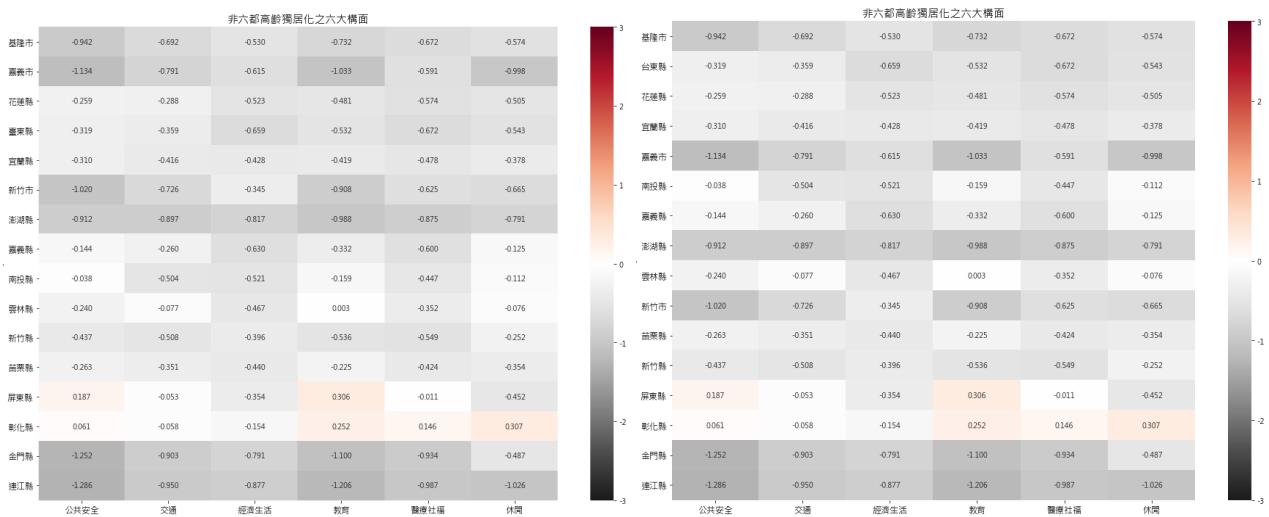 非六都高齡獨居化之六大構面
基隆市 -0.942 -0.692 -0.530 -0.732 -0.672 -0.574
嘉義市 -1.134 -0.791 -0.615 -1.033 -0.591 -0.998
花蓮縣 -0.259 -0.288 -0.523 -0.481 -0.574 -0.505
臺東縣 -0.319 -0.359 -0.659 -0.532 -0.672 -0.543
宜蘭縣 -0.310 -0.416 -0.428 -0.419 -0.478 -0.378
新竹市 -1.020 -0.726 -0.345 -0.908 -0.625 -0.665
澎湖縣 -0.912 -0.897 -0.817 -0.988 -0.875 -0.791
嘉義縣 -0.144 -0.260 -0.630 -0.332 -0.600 -0.125
南投縣 -0.038 -0.504 -0.521 -0.159 -0.447 -0.112
雲林縣 -0.240 -0.077 -0.467 0.003 -0.352 -0.076
新竹縣 -0.437 -0.508 -0.396 -0.536 -0.549 -0.252
苗栗縣 -0.263 -0.351 -0.440 -0.225 -0.424 -0.354
屏東縣 0.187 -0.053 -0.354 0.306 -0.011 -0.452
彰化縣 0.061 -0.058 -0.154 0.252 0.146 0.307
金門縣 -1.252 -0.903 -0.791 -1.100 -0.934 -0.487
連江縣 -1.286 -0.950 -0.877 -1.206 -0.987 -1.026
公共安全 交通 經濟生活 教育 醫療社福 休閒
3
2
1
0
-1
-2
-3
非六都高齡獨居化之六大構面
基隆市 -0.942 -0.692 -0.530 -0.732 -0.672 -0.574
台東縣 -0.319 -0.359 -0.659 -0.532 -0.672 -0.543
花蓮縣 -0.259 -0.288 -0.523 -0.481 -0.574 -0.505
宜蘭縣 -0.310 -0.416 -0.428 -0.419 -0.478 -0.378
嘉義市 -1.134 -0.791 -0.615 -1.033 -0.591 -0.998
南投縣 -0.038 -0.504 -0.521 -0.159 -0.447 -0.112
嘉義縣 -0.144 -0.260 -0.630 -0.332 -0.600 -0.125
澎湖縣 -0.912 -0.897 -0.817 -0.988 -0.875 -0.791
雲林縣 -0.240 -0.077 -0.467 0.003 -0.352 -0.076
新竹市 -1.020 -0.726 -0.345 -0.908 -0.625 -0.665
苗栗縣 -0.263 -0.351 -0.440 -0.225 -0.424 -0.354
新竹縣 -0.437 -0.508 -0.396 -0.536 -0.549 -0.252
屏東縣 0.187 -0.053 -0.354 0.306 -0.011 -0.452
彰化縣 0.061 -0.058 -0.154 0.252 0.146 0.307
金門縣 -1.252 -0.903 -0.791 -1.100 -0.934 -0.487
連江縣 -1.286 -0.950 -0.877 -1.206 -0.987 -1.026
公共安全 交通 經濟生活 教育 醫療社福 休閒
3
2
1
0
-1
-2
-3